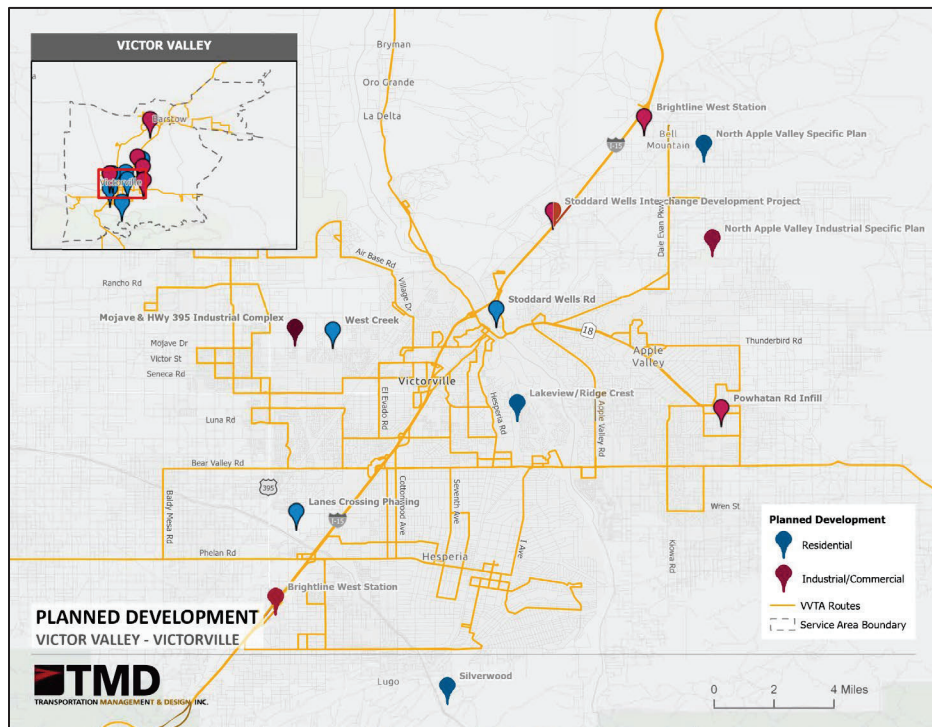 VICTOR VALLEY
Barstow
Victorville
Bryman
Oro Grande
La Delta
Brightline West Station
I-15
Bell
Mountain
North Apple Valley Specific Plan
Stoddard Wells Interchange Development Project
Dale Evan Pkwy
North Apple Valley Industrial Specific Plan
Air Base Rd
Rancho Rd
Village Dr
Stoddard Wells Rd
Mojave & HWy 395 Industrial Complex
West Creek
18
Mojave Dr
Victor St
Seneca Rd
Apple
Valley
Thunderbird Rd
Victorville
El Evado Rd
Hesperia Rd
Lakeview/Ridge Crest
Apple Valley Rd
Powhatan Rd Infill
Luna Rd
Bear Valley Rd
395
Baldy Mesa Rd
Lanes Crossing Phasing
I-15
Cottonwood Ave
Seventh Ave
I Ave
Wren St
Kiowa Rd
Phelan Rd
Hesperia
Brightline West Station
Planned Development
Residential
Industrial/Commercial
VVTA Routes
Service Area Boundary
PLANNED DEVELOPMENT
VICTOR VALLEY - VICTORVILLE
TMD
TRANSPORTATION MANAGEMENT & DESIGN, INC.
Lugo
Silverwood
0 2 4 Miles